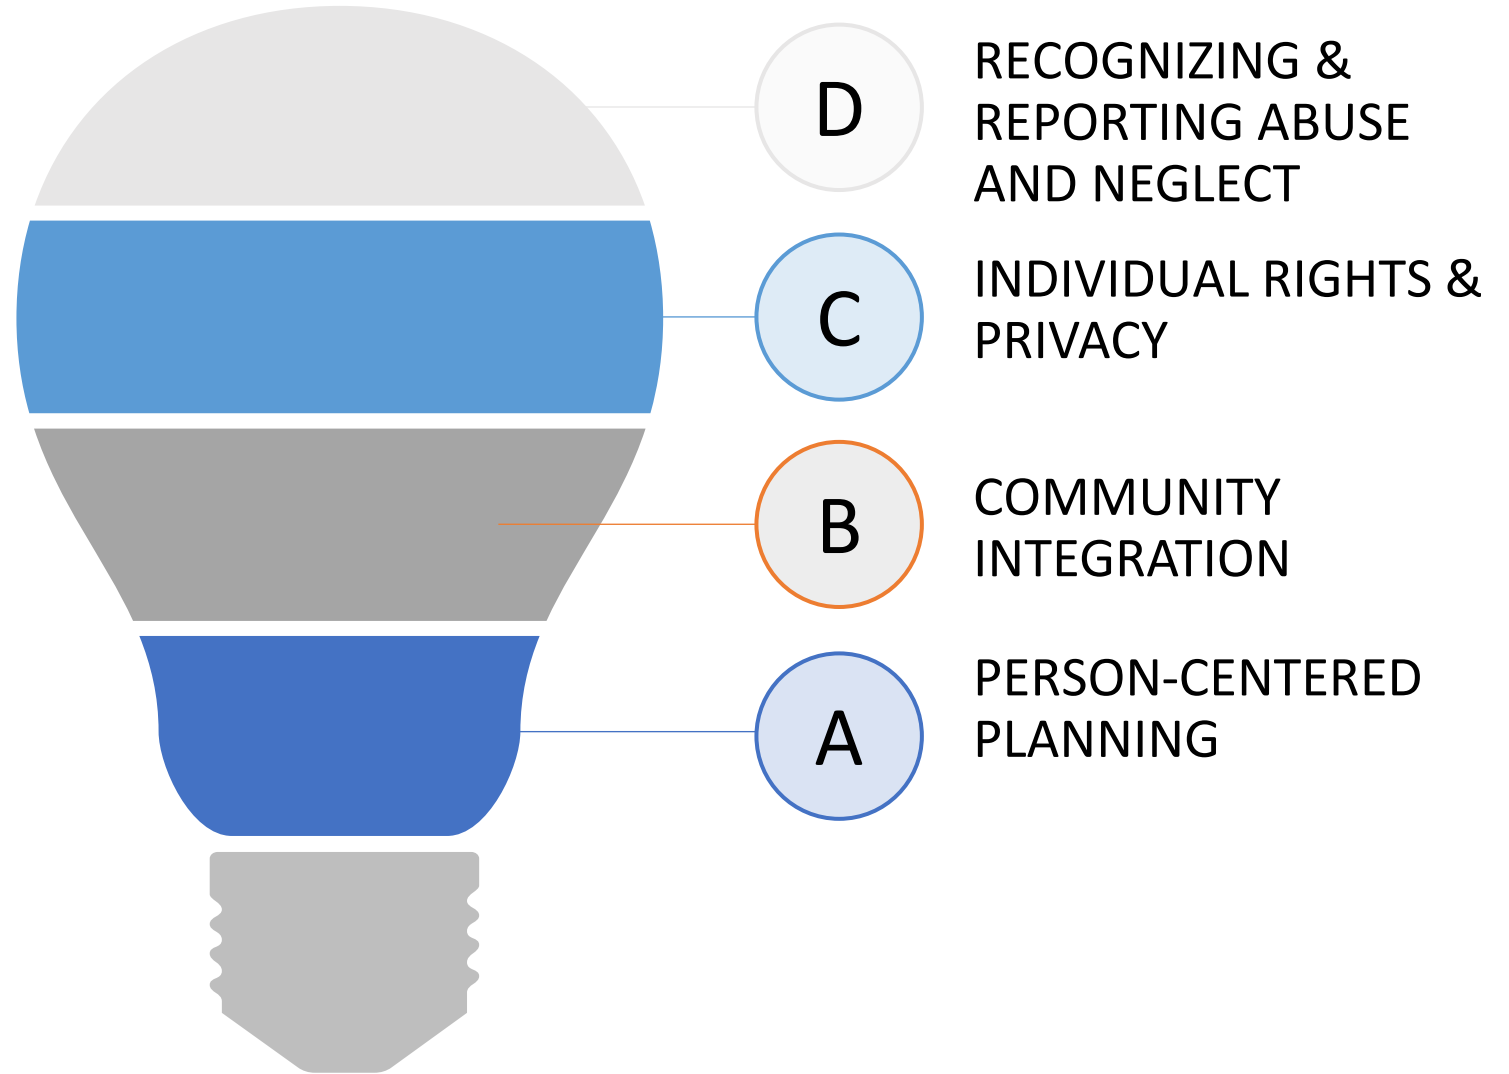 D
RECOGNIZING &
REPORTING ABUSE
AND NEGLECT
C
INDIVIDUAL RIGHTS &
PRIVACY
B
COMMUNITY
INTEGRATION
A
PERSON-CENTERED
PLANNING